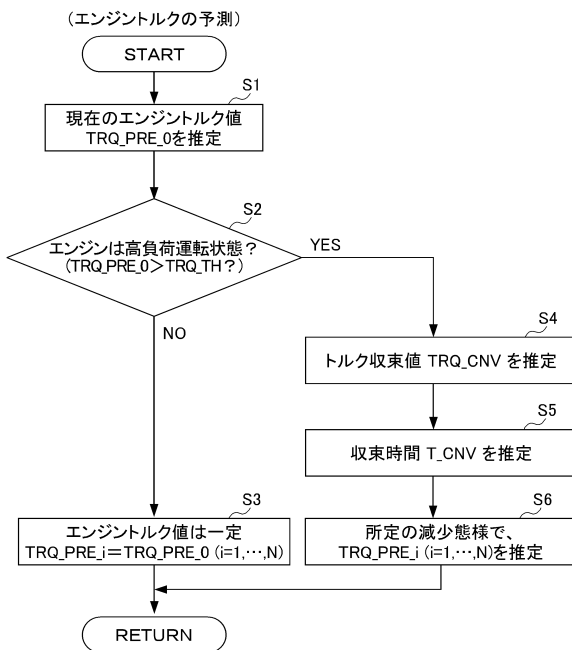 （エンジントルクの予測）
START
S1
現在のエンジントルク値
TRQ_PRE_0を推定
S2
エンジンは高負荷運転状態？
(TRQ_PRE_0＞TRQ_TH？)
YES
NO
S4
トルク収束値 TRQ_CNV を推定
S5
収束時間 T_CNV を推定
S3
エンジントルク値は一定
TRQ_PRE_i＝TRQ_PRE_0 (i=1,…,N)
S6
所定の減少態様で、
TRQ_PRE_i (i=1,…,N)を推定
RETURN